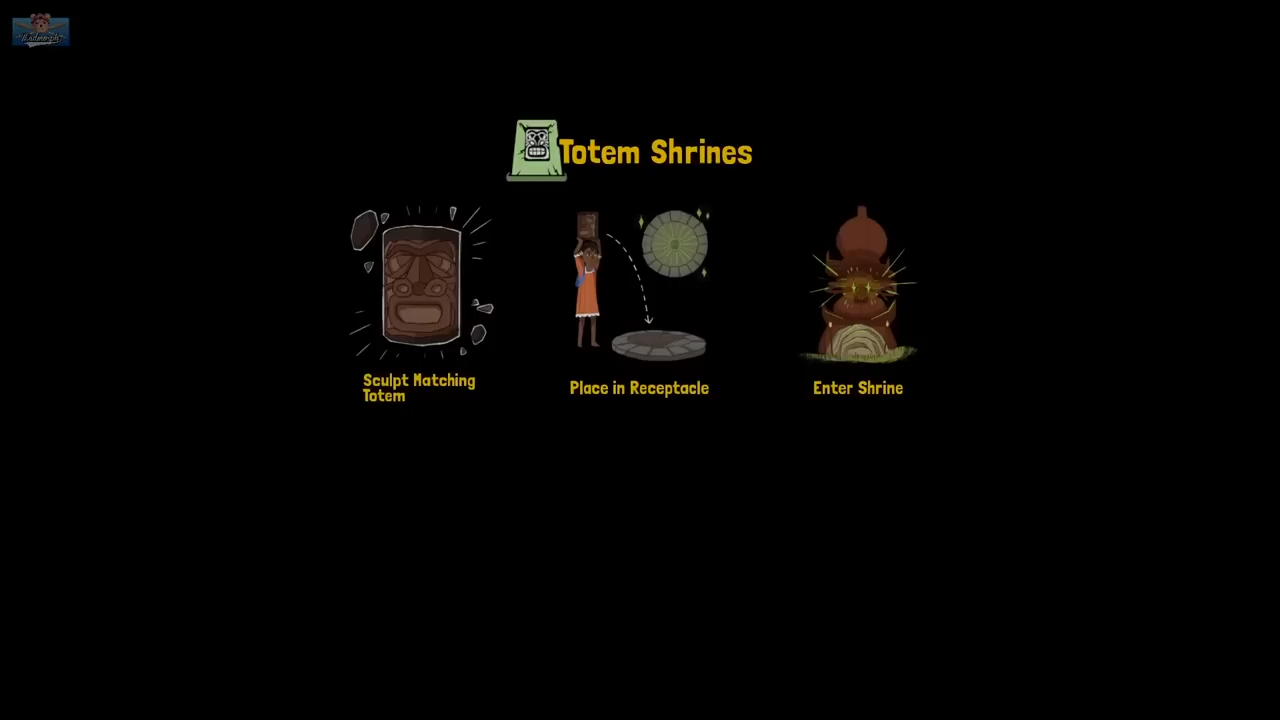 Totem Shrines
Sculpt Matching
Totem
Place in Receptacle
Enter Shrine